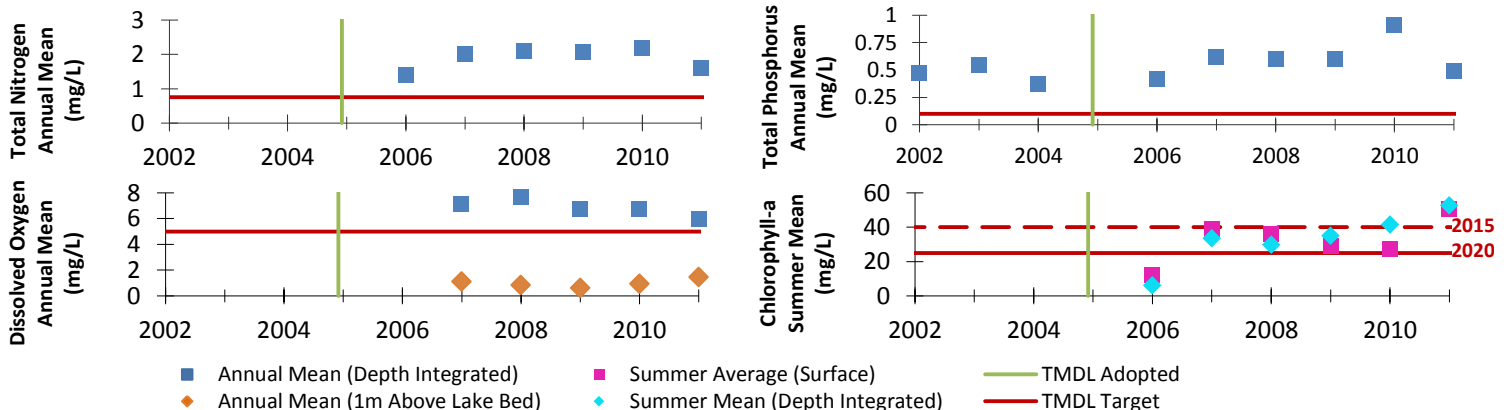 Total Nitrogen
Annual Mean
(mg/L)
3
2
1
0
2002 2004 2006 2008 2010
Total Phosphorus
Annual Mean
(mg/L)
1
0.75
0.5
0.25
0
2002 2004 2006 2008 2010
Dissolved Oxygen
Annual Mean
(mg/L)
8
6
4
2
0
2002 2004 2006 2008 2010
Chlorophyll-a
Summer Mean
(mg/L)
60
40
20
0
2015
2020
2002 2004 2006 2008 2010
Annual Mean (Depth Integrated)
Summer Average (Surface)
TMDL Adopted
Annual Mean (1m Above Lake Bed)
Summer Mean (Depth Integrated)
TMDL Target